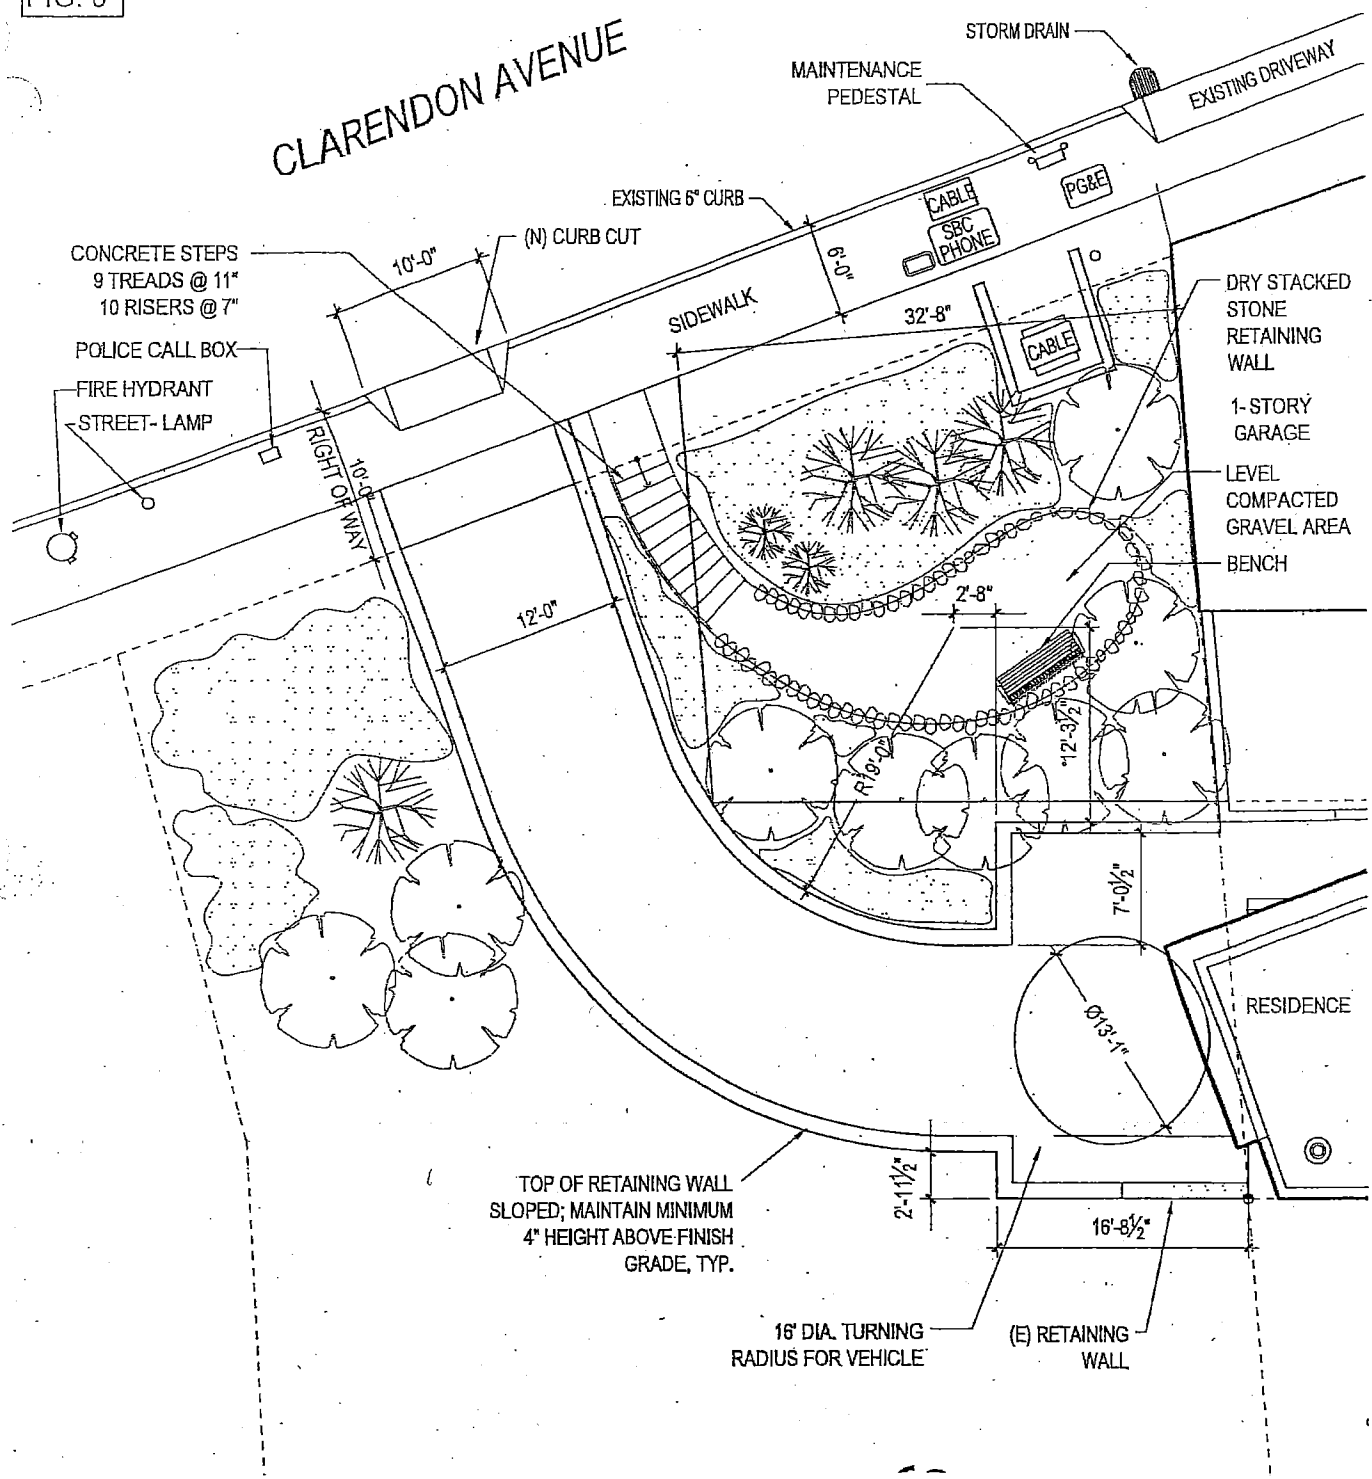 FIG. 3
CLARENDON AVENUE
STORM DRAIN
MAINTENANCE
PEDESTAL
EXISTING DRIVEWAY
PG&E
CABLE
SBC
PHONE
EXISTING 6" CURB
(N) CURB CUT
10'-0"
6'-0"
SIDEWALK
CONCRETE STEPS
9 TREADS @ 11"
10 RISERS @ 7"
POLICE CALL BOX
FIRE HYDRANT
STREET- LAMP
RIGHT OF WAY
10'-0"
32'-8"
CABLE
DRY STACKED
STONE
RETAINING
WALL
1-STORY
GARAGE
LEVEL
COMPACTED
GRAVEL AREA
BENCH
12'-0"
2'-8"
R19'-0"
12'-3½"
7'-0½"
Ø13'-1"
RESIDENCE
TOP OF RETAINING WALL
SLOPED; MAINTAIN MINIMUM
4" HEIGHT ABOVE FINISH
GRADE, TYP.
2'-11½"
16'-8½"
16' DIA. TURNING
RADIUS FOR VEHICLE
(E) RETAINING
WALL